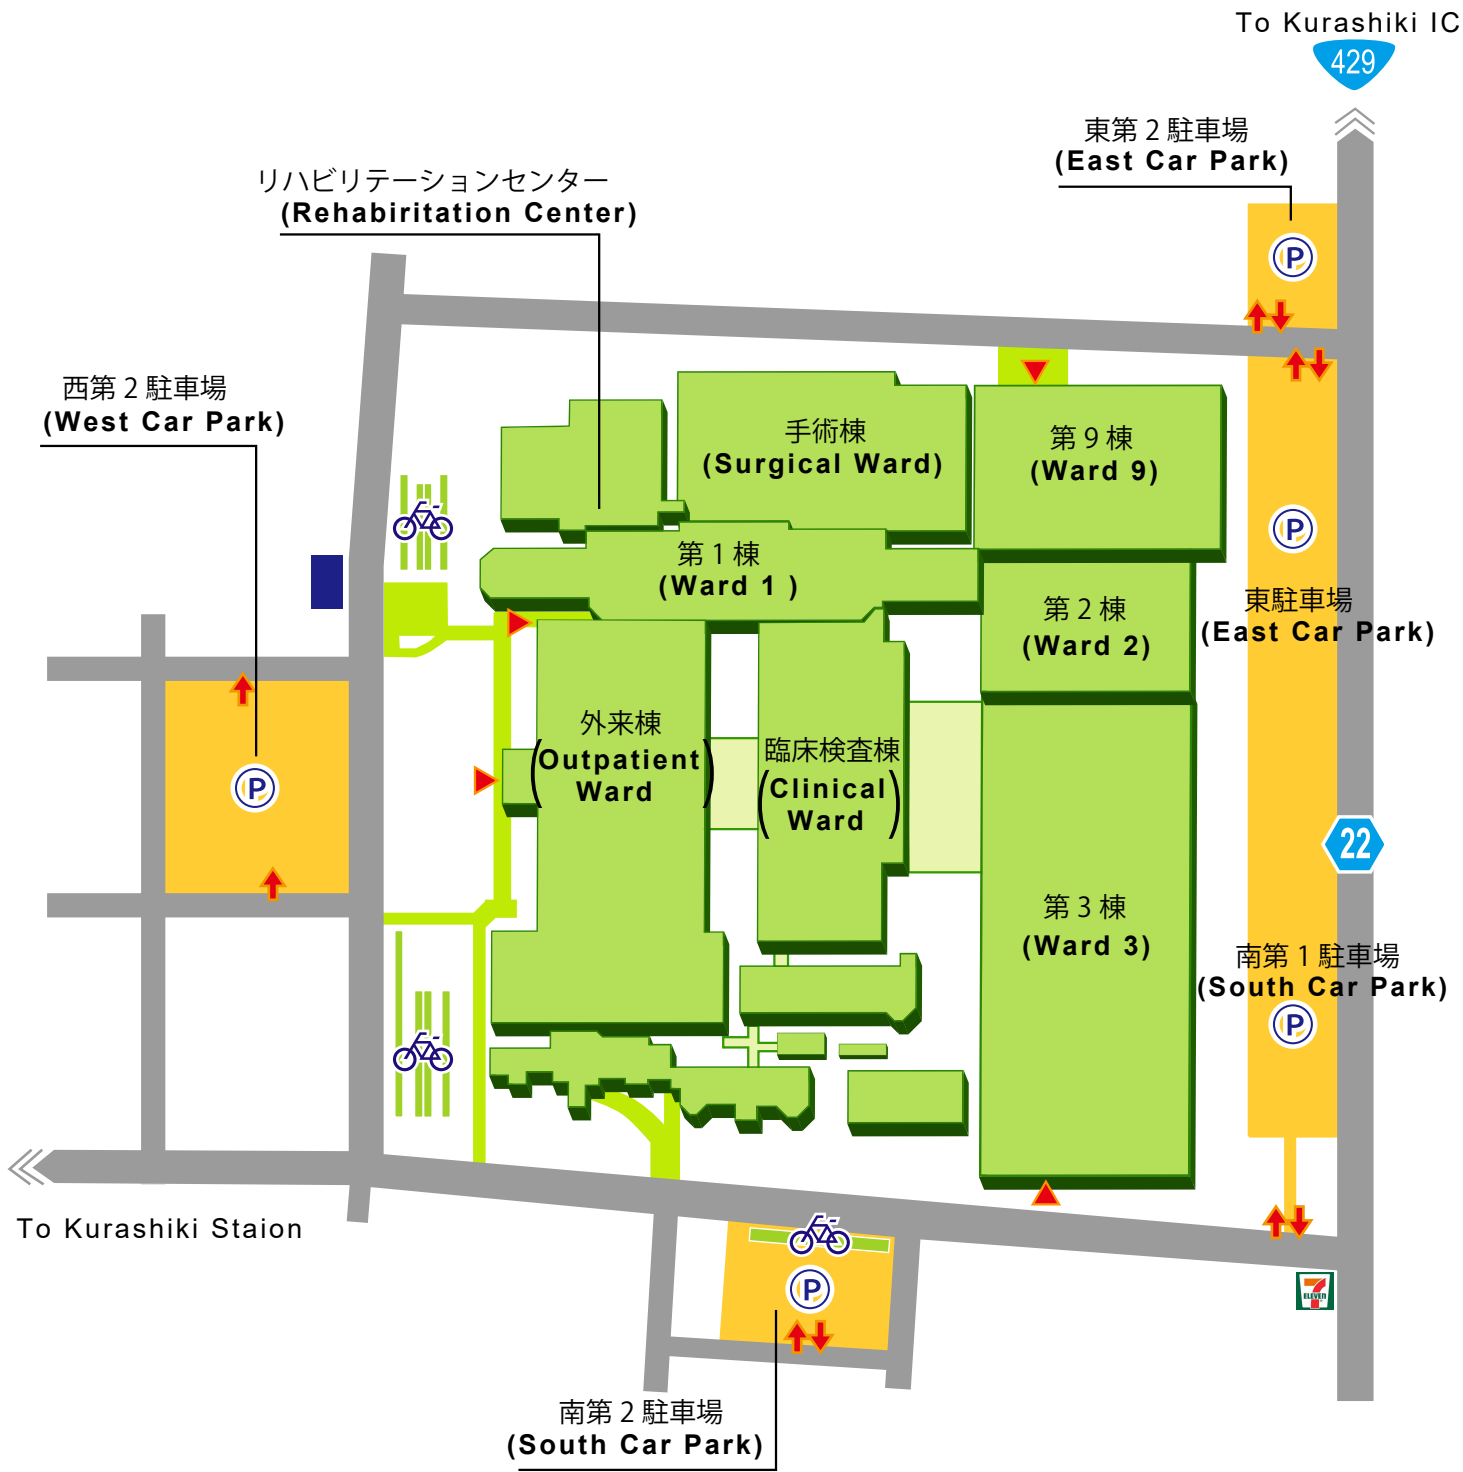 To Kurashiki IC
429
東第2駐車場
(East Car Park)
P
リハビリテーションセンター
(Rehabiritation Center)
西第2駐車場
(West Car Park)
P
手術棟
(Surgical Ward)
第9棟
(Ward 9)
P
第1棟
(Ward 1 )
第2棟
(Ward 2)
東駐車場
(East Car Park)
外来棟
(Outpatient
Ward)
臨床検査棟
(Clinical
Ward)
22
第3棟
(Ward 3)
南第1駐車場
(South Car Park)
P
To Kurashiki Staion
P
7
ELEVEN
南第2駐車場
(South Car Park)